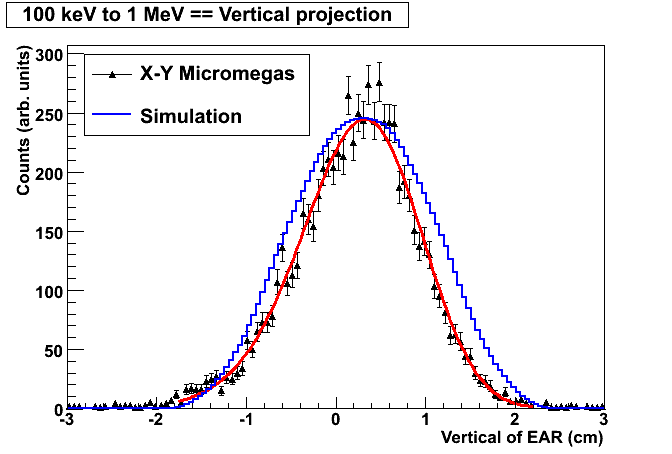 100 keV to 1 MeV == Vertical projection
Counts (arb. units)
300
250
200
150
100
50
0
X-Y Micromegas
Simulation
-3 -2 -1 0 1 2 3
Vertical of EAR (cm)